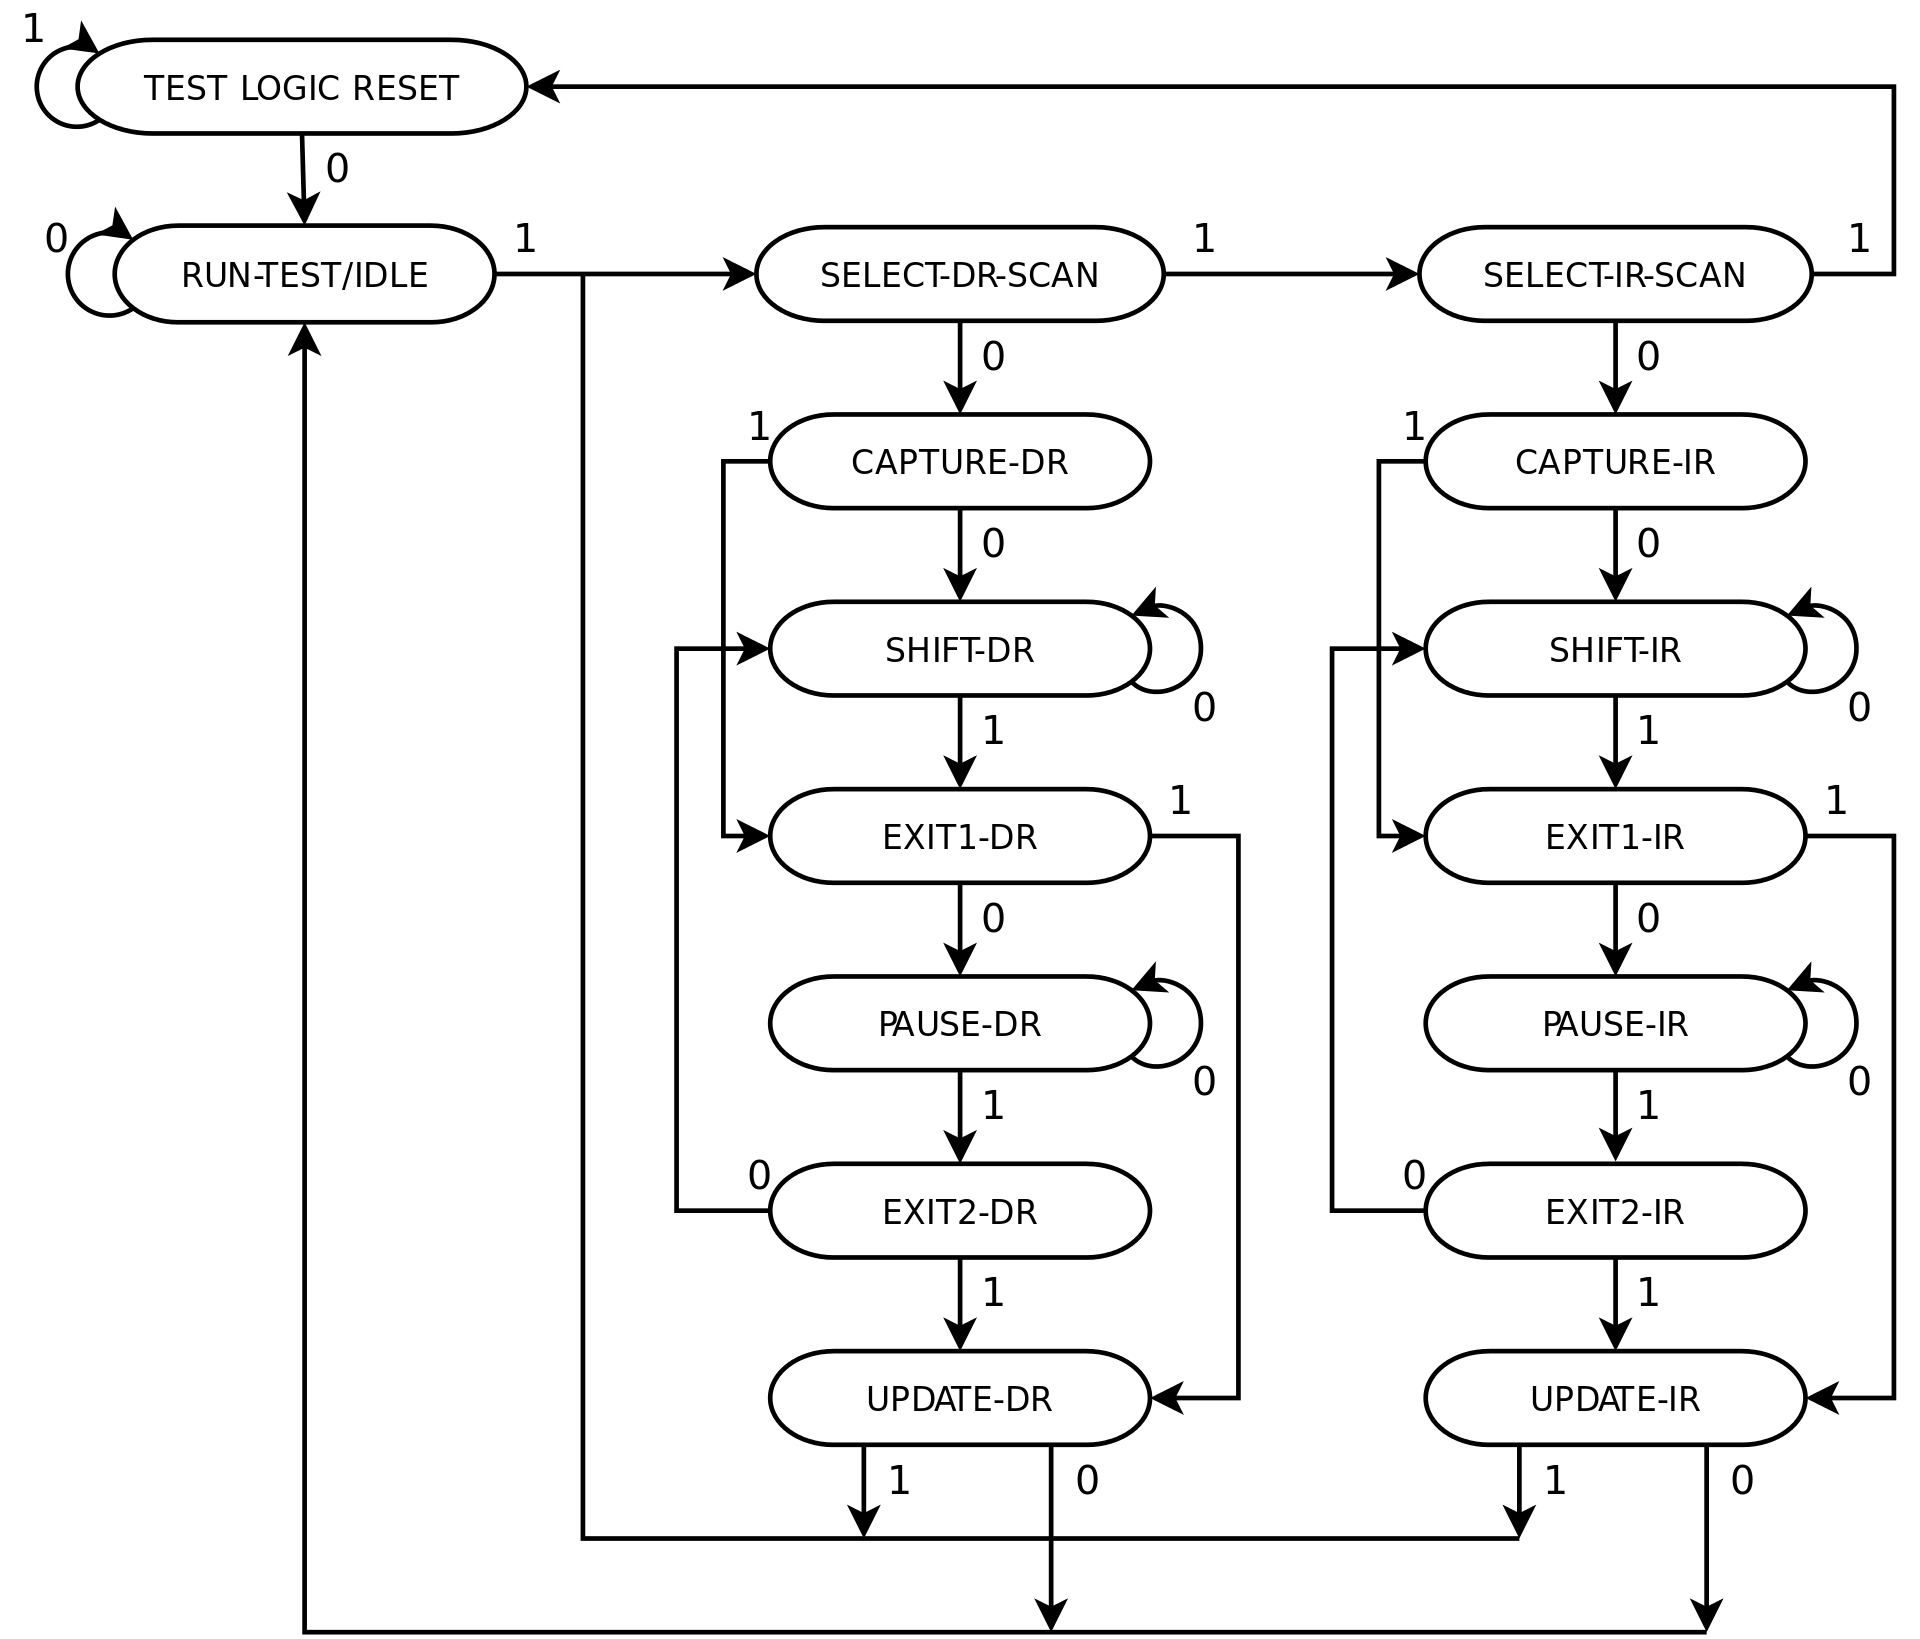 1
TEST LOGIC RESET
0
0
RUN-TEST/IDLE
1
SELECT-DR-SCAN
1
SELECT-IR-SCAN
1
0
0
1
CAPTURE-DR
1
CAPTURE-IR
0
0
SHIFT-DR
0
SHIFT-IR
0
1
1
EXIT1-DR
1
EXIT1-IR
1
0
0
PAUSE-DR
0
PAUSE-IR
0
1
1
0
EXIT2-DR
0
EXIT2-IR
1
1
UPDATE-DR
UPDATE-IR
1
0
1
0